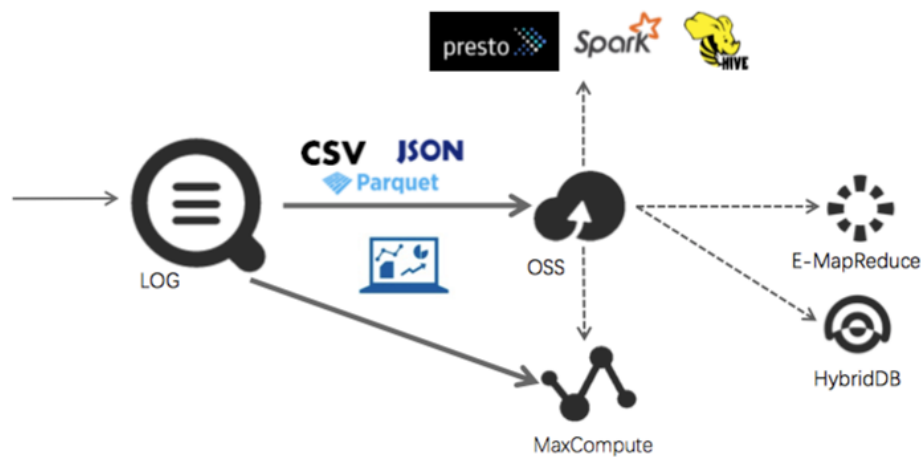 presto
Spark
HIVE
CSV
JSON
Parquet
LOG
OSS
E-MapReduce
HybridDB
MaxCompute